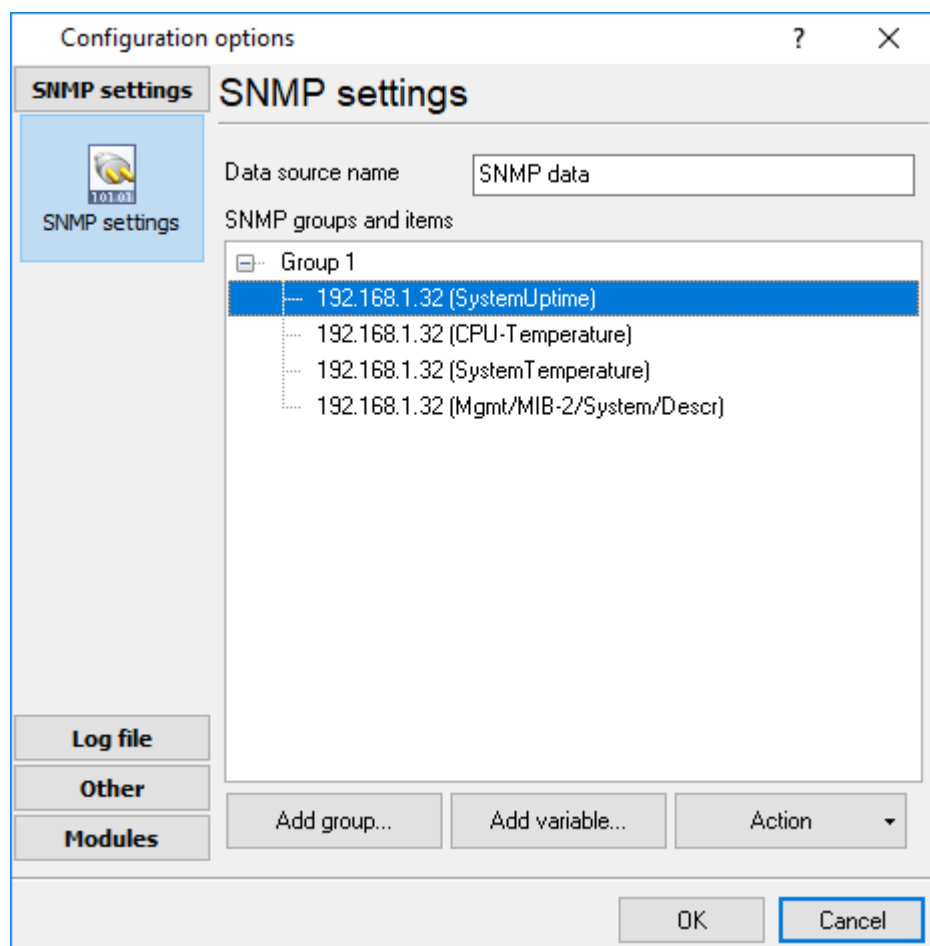 Configuration options
?
SNMP settings
SNMP settings
101.01
SNMP settings
Data source name
SNMP data
SNMP groups and items
Group 1
192.168.1.32 (SystemUptime)
192.168.1.32 (CPU-Temperature)
192.168.1.32 (SystemTemperature)
192.168.1.32 (Mgmt/MIB-2/System/Descr)
Log file
Other
Modules
Add group...
Add variable...
Action
OK
Cancel